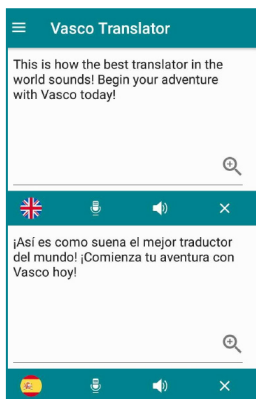 Vasco Translator
This is how the best translator in the
world sounds! Begin your adventure
with Vasco today!
¡Así es como suena el mejor traductor
del mundo! ¡Comienza tu aventura con
Vasco hoy!